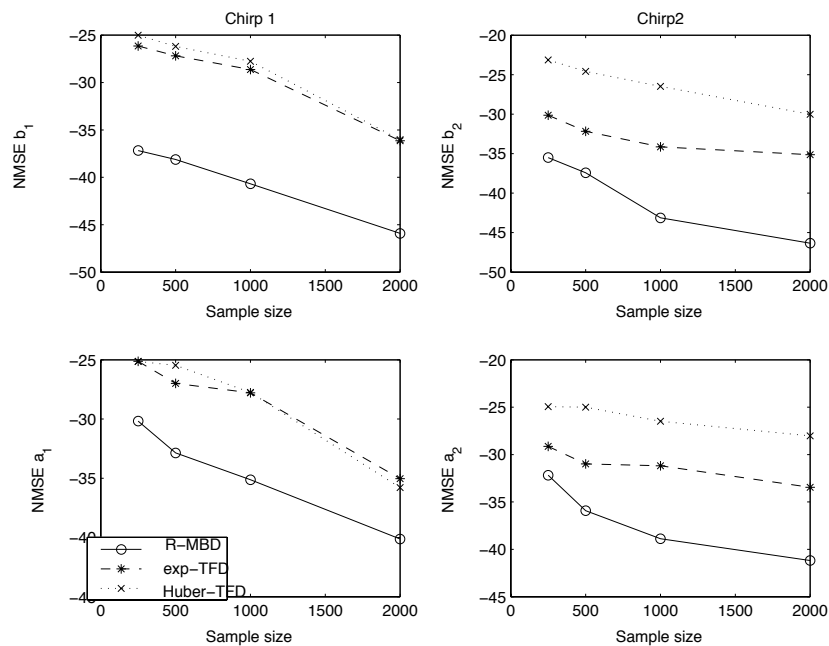 Chirp 1
−25
−30
−35
−40
−45
−50
NMSE b1
0 500 1000 1500 2000
Sample size
Chirp2
−20
−25
−30
−35
−40
−45
−50
NMSE b2
0 500 1000 1500 2000
Sample size
−25
−30
−35
NMSE a1
R−MBD
exp−TFD
Huber−TFD
500 1000 1500 2000
Sample size
−20
−25
−30
−35
−40
−45
NMSE a2
0 500 1000 1500 2000
Sample size